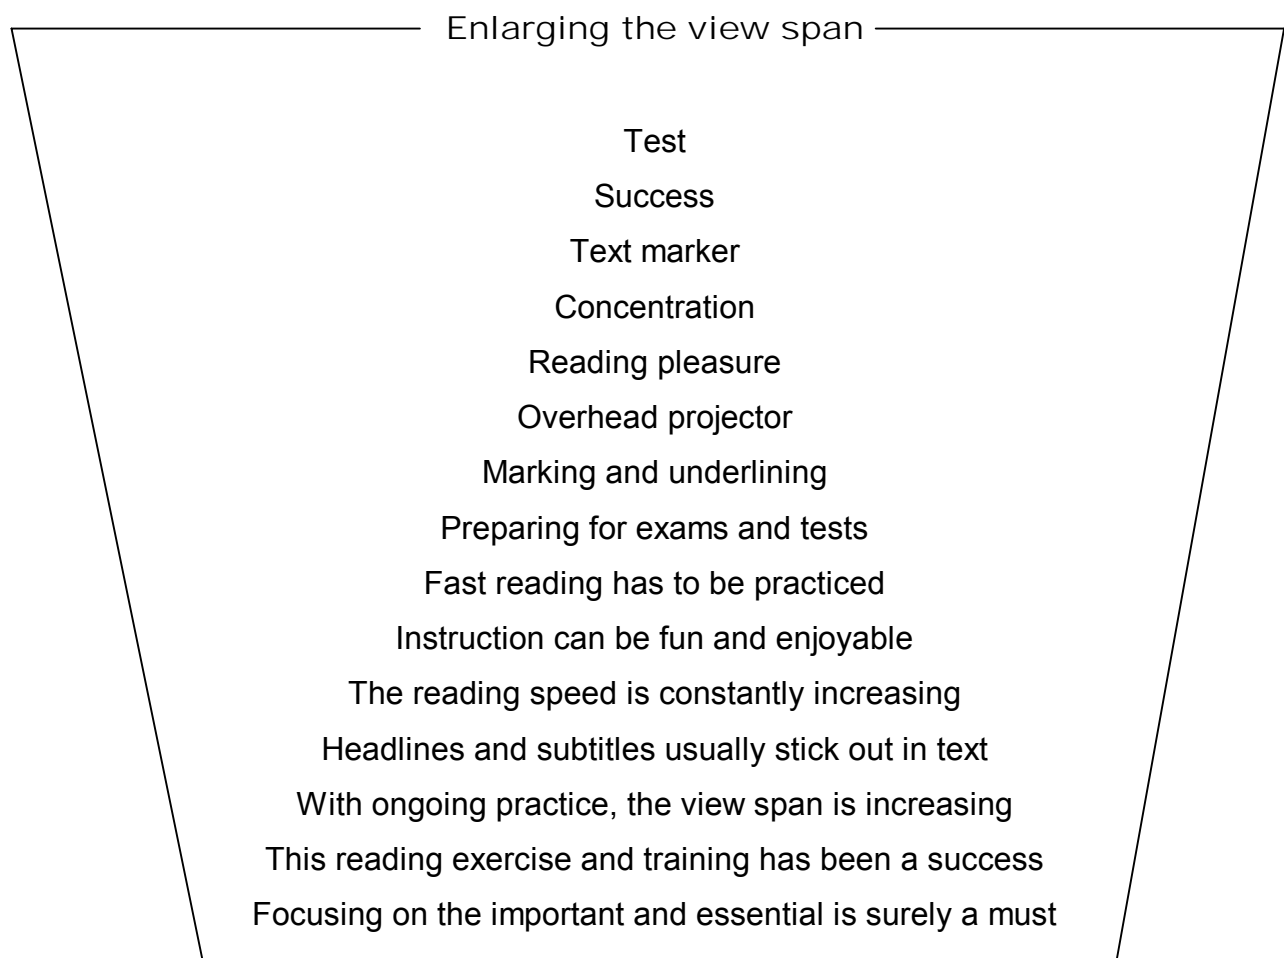 Enlarging the view span
Test
Success
Text marker
Concentration
Reading pleasure
Overhead projector
Marking and underlining
Preparing for exams and tests
Fast reading has to be practiced
Instruction can be fun and enjoyable
The reading speed is constantly increasing
Headlines and subtitles usually stick out in text
With ongoing practice, the view span is increasing
This reading exercise and training has been a success
Focusing on the important and essential is surely a must